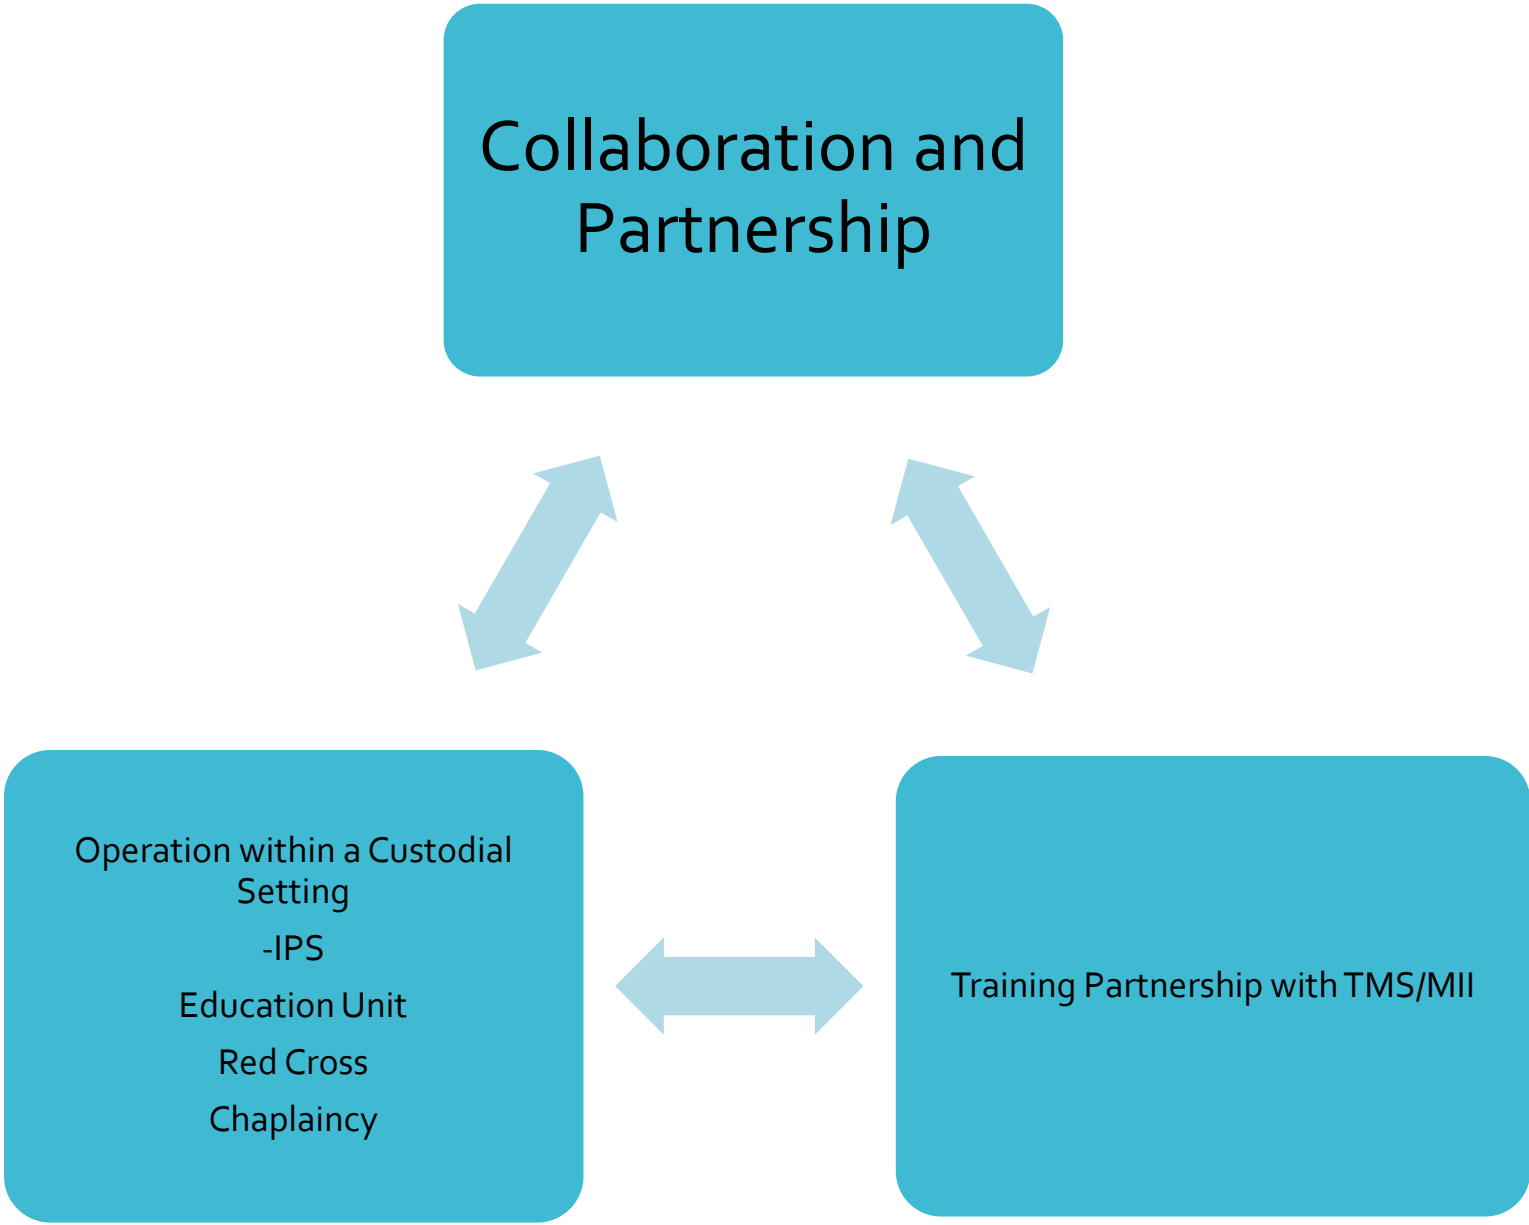 Collaboration and
Partnership
Operation within a Custodial
Setting
-IPS
Education Unit
Red Cross
Chaplaincy
Training Partnership with TMS/MII